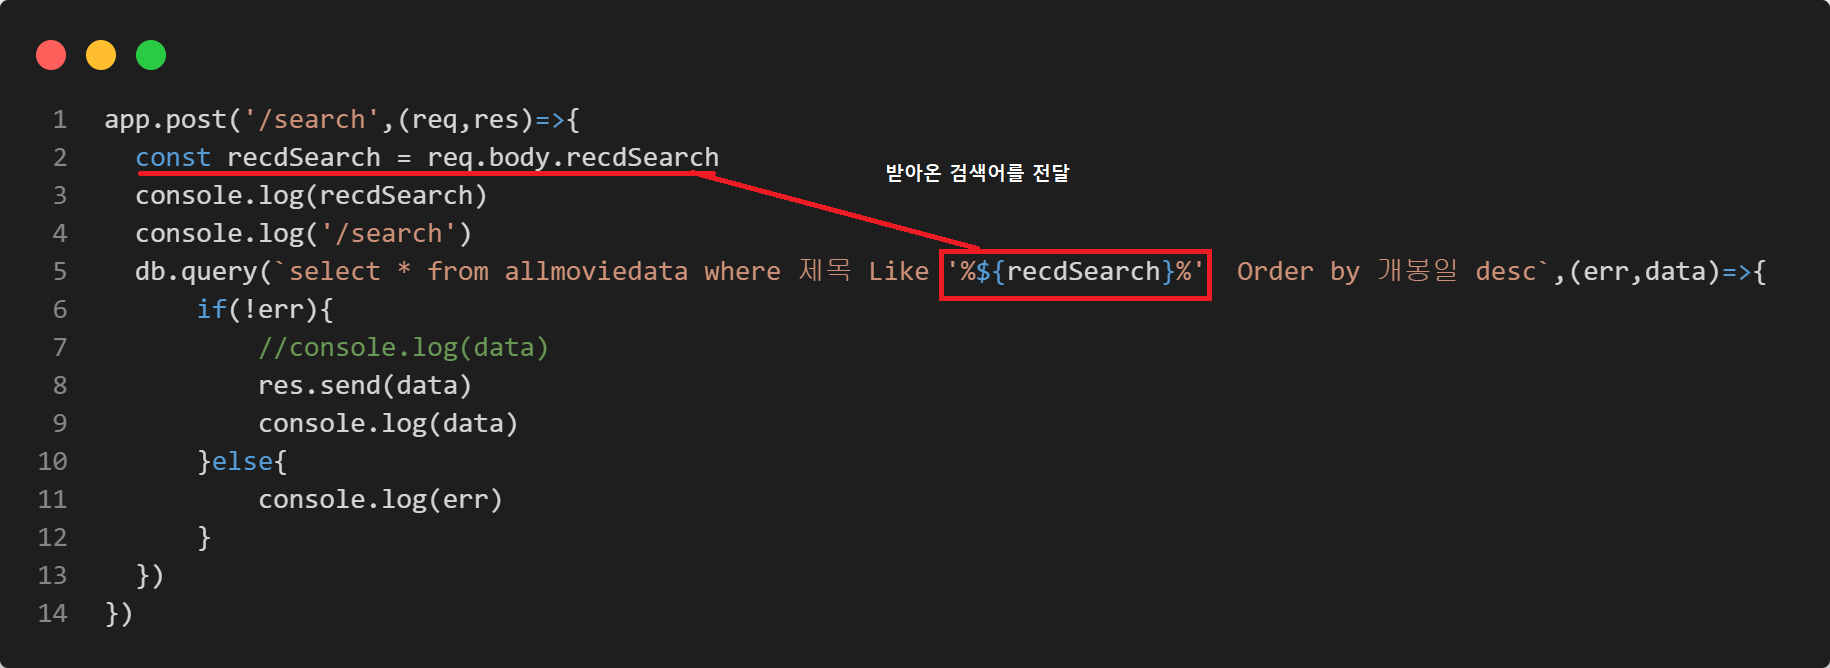 1 app.post('/search',(req,res)=>{
2 const recdSearch = req.body.recdSearch
받아온 검색어를 전달
3 console.log(recdSearch)
4 console.log('/search')
5 db.query(`select * from allmoviedata where 제목 Like '%${recdSearch}%'  Order by 개봉일 desc`,(err,data)=>{
6 if(!err){
7 //console.log(data)
8 res.send(data)
9 console.log(data)
10 }else{
11 console.log(err)
12 }
13 })
14 })